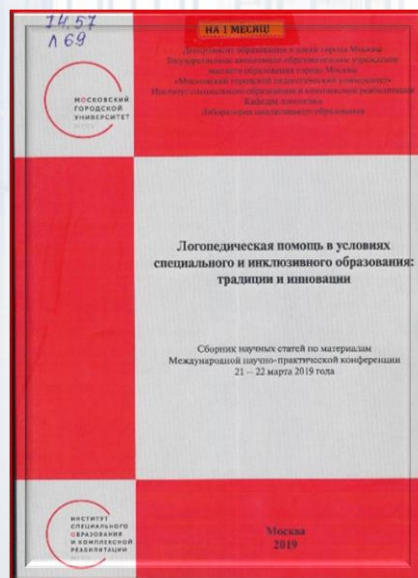 74.57
Л 69
НА 1 МЕСЯЦ!
Департамент образования и науки города Москвы
Государственное автономное образовательное учреждение
высшего образования города Москвы
«Московский городской педагогический университет»
Институт специального образования и комплексной реабилитации
Кафедра логопедии
Лаборатория инклюзивного образования
МОСКОВСКИЙ
ГОРОДСКОЙ
УНИВЕРСИТЕТ
Логопедическая помощь в условиях
специального и инклюзивного образования:
традиции и инновации
Сборник научных статей по материалам
Международной научно-практической конференции
21 – 22 марта 2019 года
ИНСТИТУТ
СПЕЦИАЛЬНОГО
ОБРАЗОВАНИЯ
И КОМПЛЕКСНОЙ
РЕАБИЛИТАЦИИ
Москва
2019